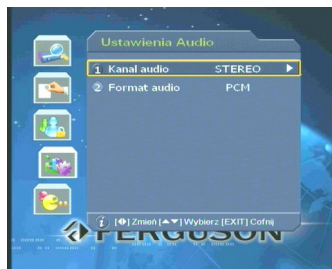 Ustawienia Audio
1 Kanal audio STEREO
2 Format audio PCM
i [◄►] Zmień [▲▼] Wybierz [EXIT] Cofnij
FERGUSON